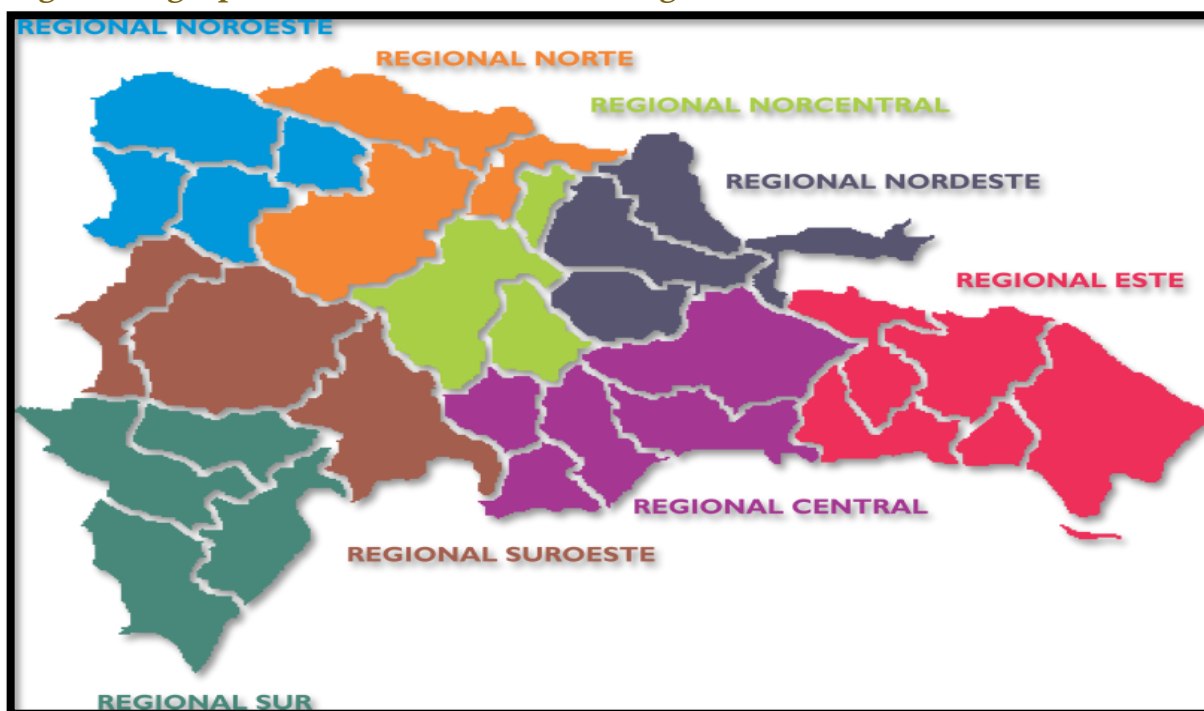 REGIONAL NOROESTE
REGIONAL NORTE
REGIONAL NORCENTRAL
REGIONAL NORDESTE
REGIONAL ESTE
REGIONAL CENTRAL
REGIONAL SUROESTE
REGIONAL SUR